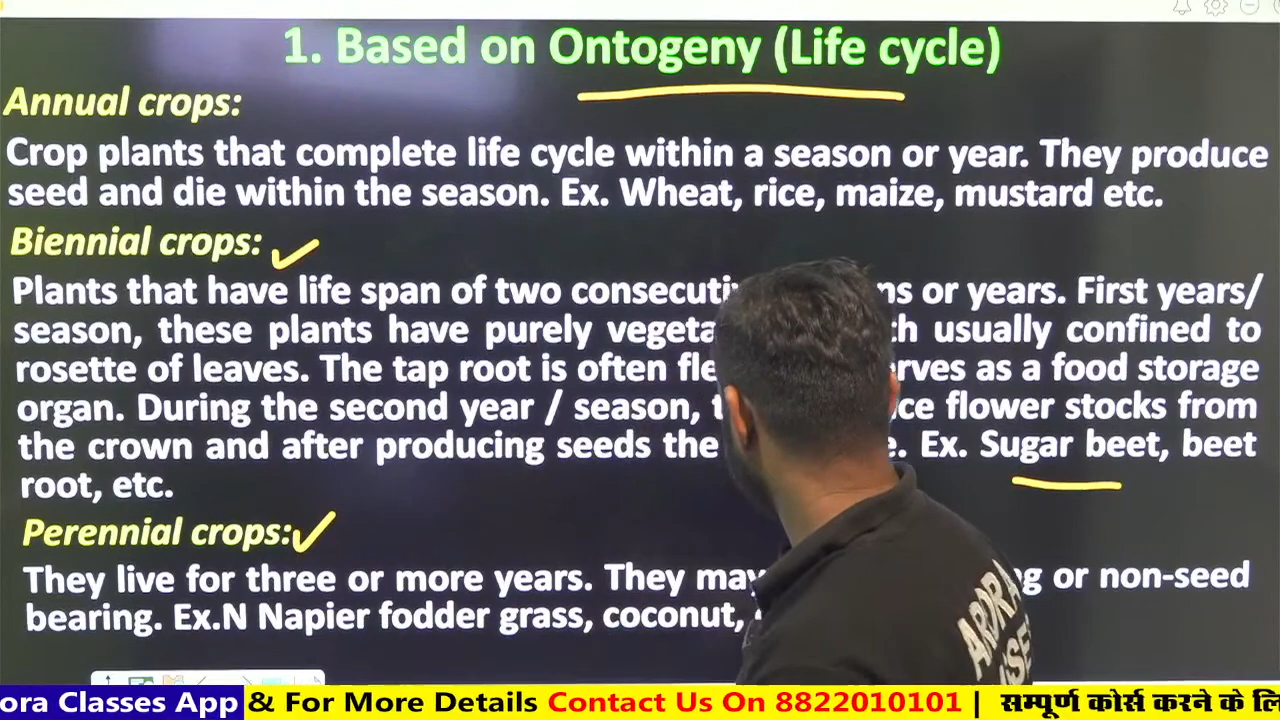 1. Based on Ontogeny (Life cycle)
Annual crops:
Crop plants that complete life cycle within a season or year. They produce
seed and die within the season. Ex. Wheat, rice, maize, mustard etc.
Biennial crops:
Plants that have life span of two or years. First years/
season, these plants have purely usually confined to
rosette of leaves. The tap root is often as a food storage
organ. During the second year / season, flower stocks from
the crown and after producing seeds the Ex. Sugar beet, beet
root, etc.
Perennial crops:
They live for three or more years. They may or non-seed
bearing. Ex.N Napier fodder grass, coconut,
ora Classes App & For More Details Contact Us On 8822010101 | सम्पूर्ण कोर्स करने के